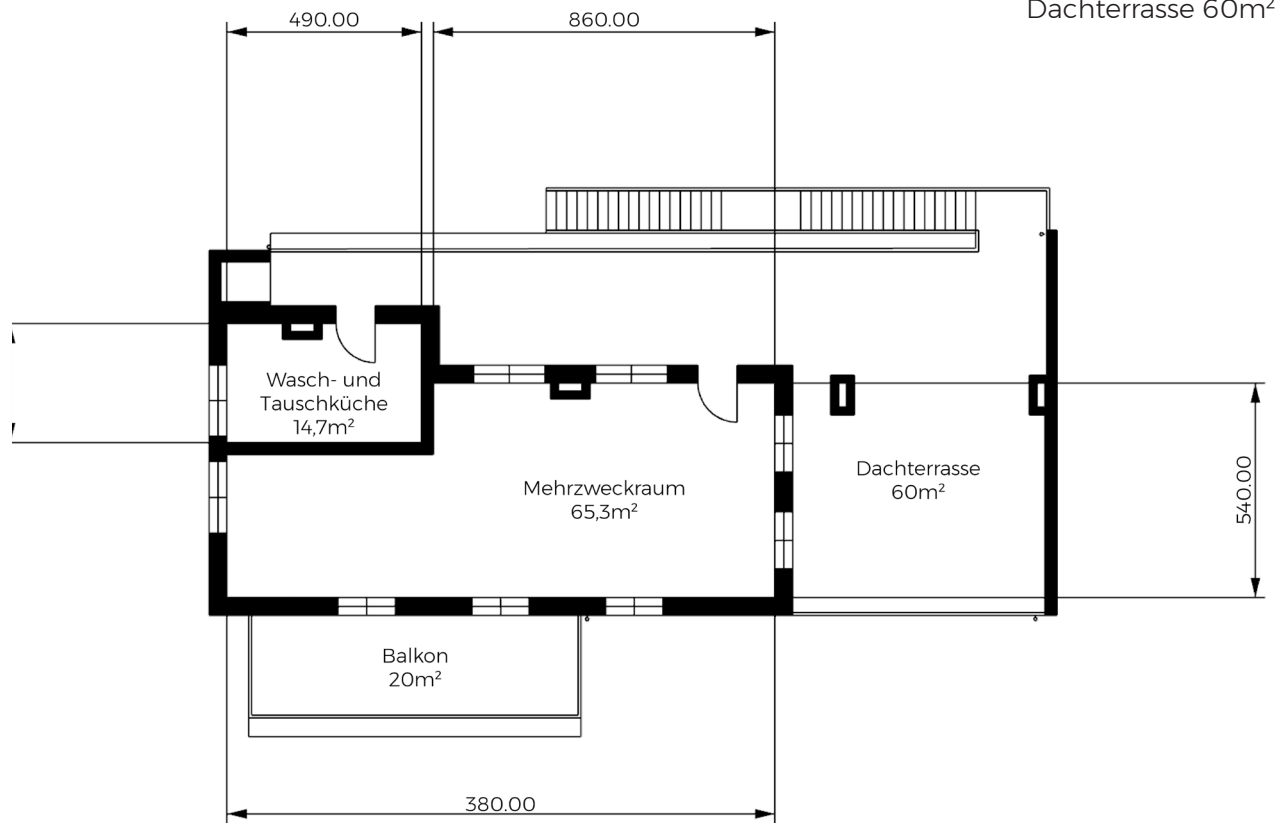 Dachterrasse 60m²
490.00
860.00
Wasch- und
Tauschküche
14,7m²
Mehrzweckraum
65,3m²
Dachterrasse
60m²
540.00
Balkon
20m²
380.00